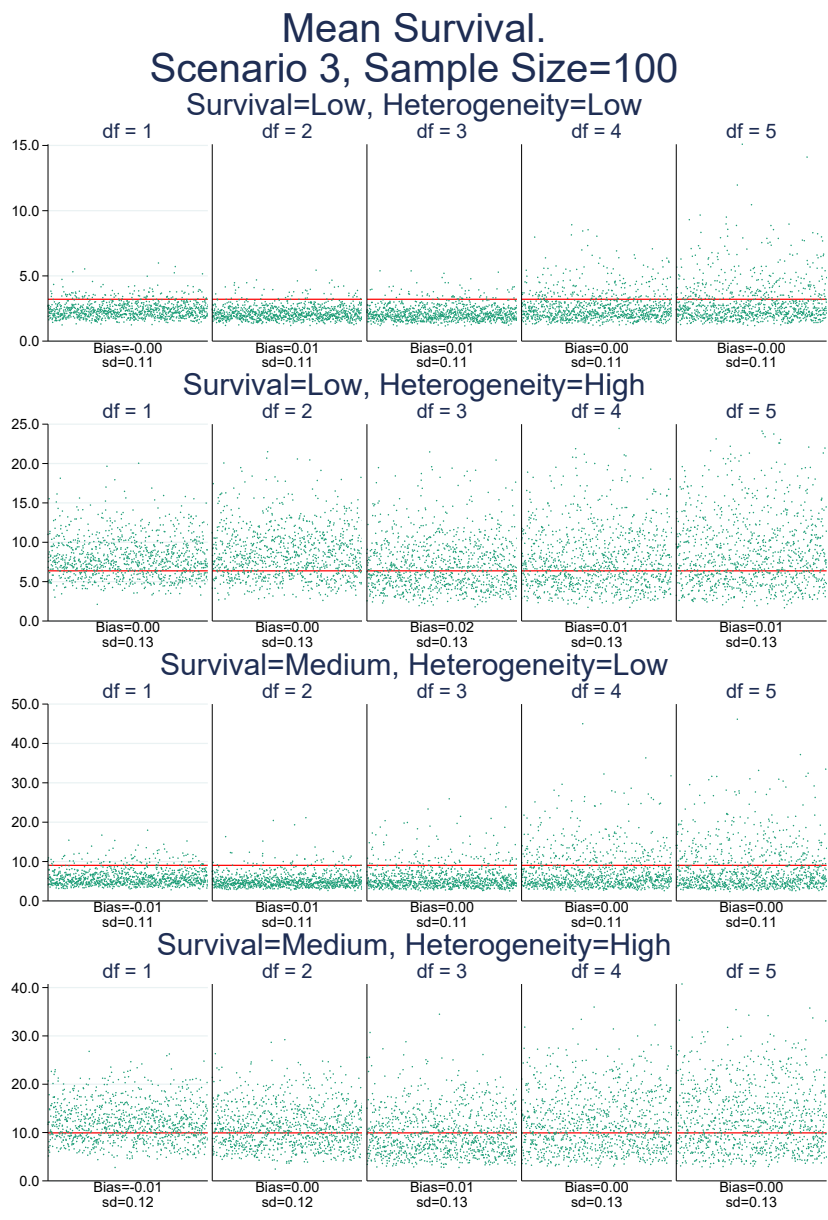 Mean Survival.
Scenario 3, Sample Size=100
Survival=Low, Heterogeneity=Low
df = 1 df = 2 df = 3 df = 4 df = 5
15.0
10.0
5.0
0.0
Bias=-0.00 Bias=0.01 Bias=0.01 Bias=0.00 Bias=-0.00
sd=0.11 sd=0.11 sd=0.11 sd=0.11 sd=0.11
Survival=Low, Heterogeneity=High
df = 1 df = 2 df = 3 df = 4 df = 5
25.0
20.0
15.0
10.0
5.0
0.0
Bias=0.00 Bias=0.00 Bias=0.02 Bias=0.01 Bias=0.01
sd=0.13 sd=0.13 sd=0.13 sd=0.13 sd=0.13
Survival=Medium, Heterogeneity=Low
df = 1 df = 2 df = 3 df = 4 df = 5
50.0
40.0
30.0
20.0
10.0
0.0
Bias=-0.01 Bias=0.01 Bias=0.00 Bias=0.00 Bias=0.00
sd=0.11 sd=0.11 sd=0.11 sd=0.11 sd=0.11
Survival=Medium, Heterogeneity=High
df = 1 df = 2 df = 3 df = 4 df = 5
40.0
30.0
20.0
10.0
0.0
Bias=-0.01 Bias=0.00 Bias=0.01 Bias=0.00 Bias=0.00
sd=0.12 sd=0.12 sd=0.13 sd=0.13 sd=0.13